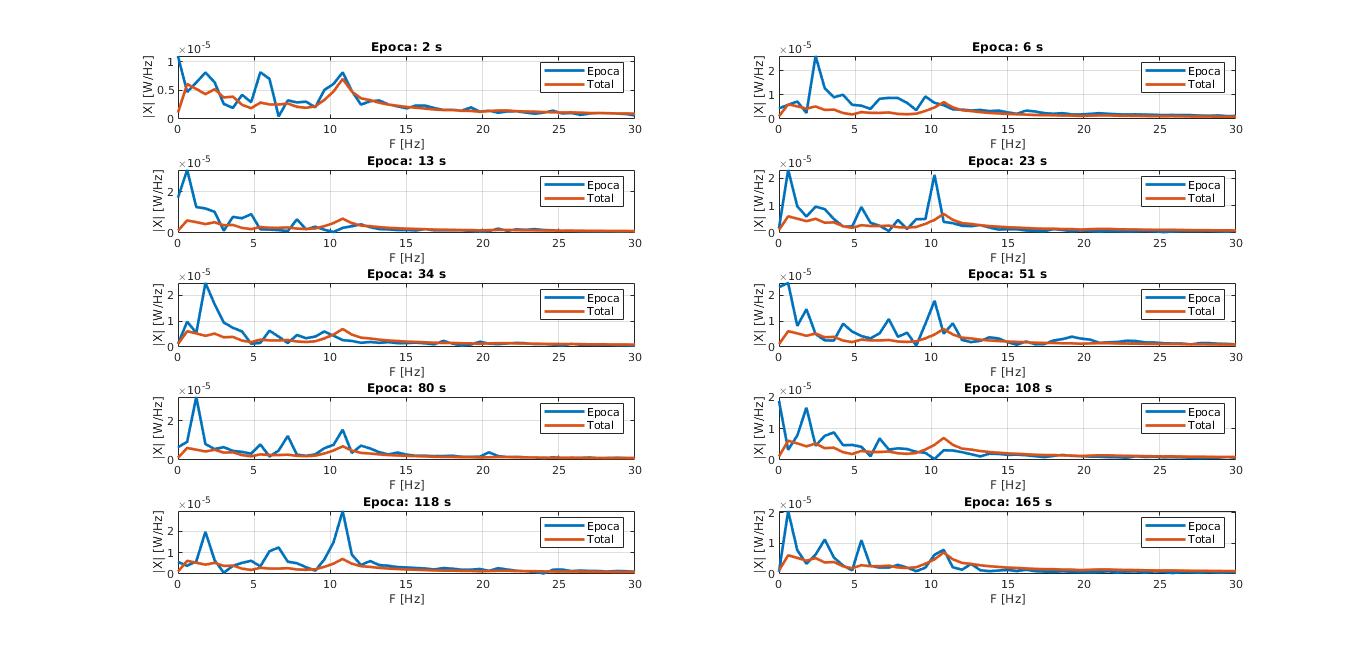 Epoca: 2 s
×10-5
|X| [W/Hz]
1
0.5
0
0 5 10 15 20 25 30
F [Hz]
Epoca
Total
Epoca: 6 s
×10-5
|X| [W/Hz]
2
1
0
0 5 10 15 20 25 30
F [Hz]
Epoca
Total
Epoca: 13 s
×10-5
|X| [W/Hz]
2
0
0 5 10 15 20 25 30
F [Hz]
Epoca
Total
Epoca: 23 s
×10-5
|X| [W/Hz]
2
1
0
0 5 10 15 20 25 30
F [Hz]
Epoca
Total
Epoca: 34 s
×10-5
|X| [W/Hz]
2
1
0
0 5 10 15 20 25 30
F [Hz]
Epoca
Total
Epoca: 51 s
×10-5
|X| [W/Hz]
2
1
0
0 5 10 15 20 25 30
F [Hz]
Epoca
Total
Epoca: 80 s
×10-5
|X| [W/Hz]
2
0
0 5 10 15 20 25 30
F [Hz]
Epoca
Total
Epoca: 108 s
×10-5
|X| [W/Hz]
2
1
0
0 5 10 15 20 25 30
F [Hz]
Epoca
Total
Epoca: 118 s
×10-5
|X| [W/Hz]
2
1
0
0 5 10 15 20 25 30
F [Hz]
Epoca
Total
Epoca: 165 s
×10-5
|X| [W/Hz]
2
1
0
0 5 10 15 20 25 30
F [Hz]
Epoca
Total